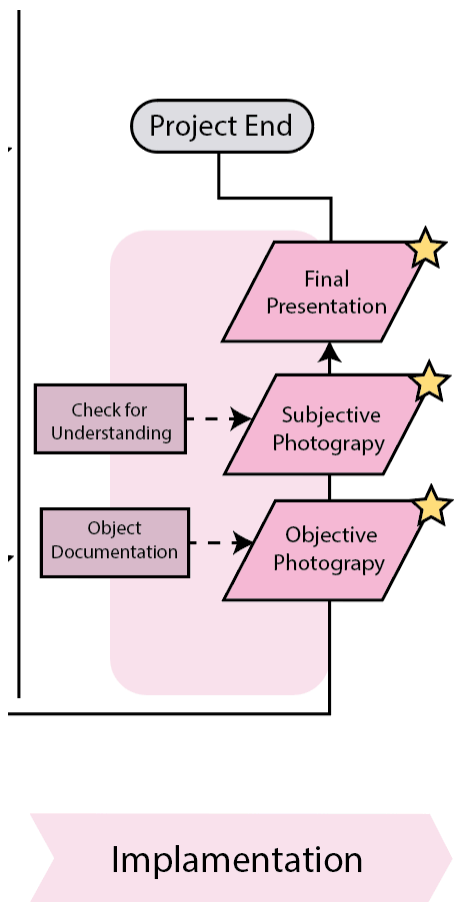 Project End
Final
Presentation
Check for
Understanding
Subjective
Photograpy
Object
Documentation
Objective
Photograpy
Implamentation